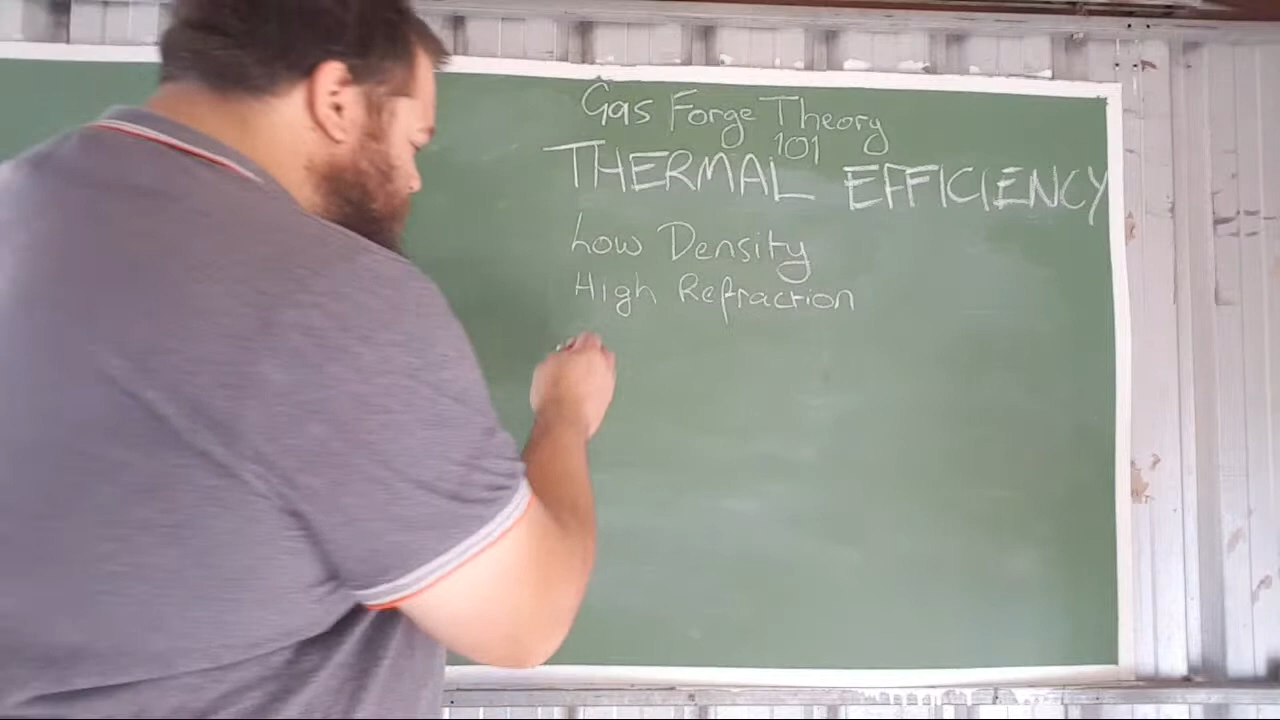 Gas Forge Theory
101
THERMAL EFFICIENCY
Low Density
High Refraction